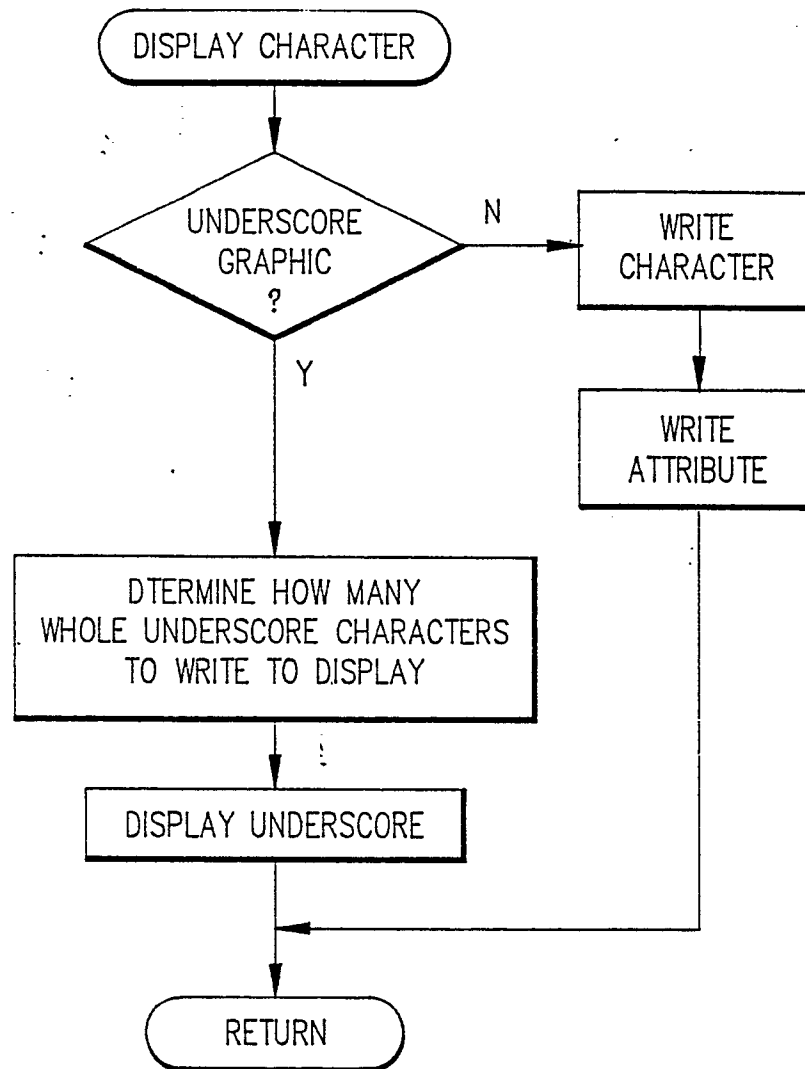 DISPLAY CHARACTER
UNDERSCORE
GRAPHIC
?
N
WRITE
CHARACTER
Y
WRITE
ATTRIBUTE
DTERMINE HOW MANY
WHOLE UNDERSCORE CHARACTERS
TO WRITE TO DISPLAY
DISPLAY UNDERSCORE
RETURN